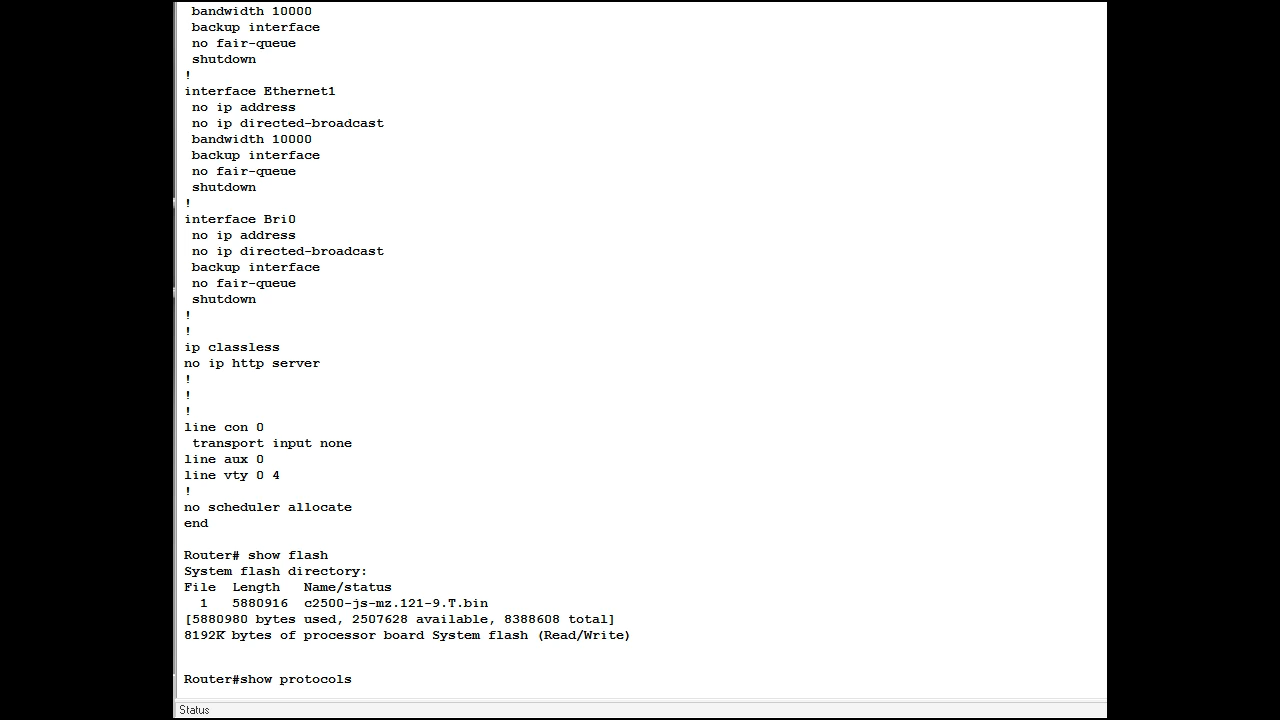 bandwidth 10000
backup interface
no fair-queue
shutdown
!
interface Ethernet1
no ip address
no ip directed-broadcast
bandwidth 10000
backup interface
no fair-queue
shutdown
!
interface Bri0
no ip address
no ip directed-broadcast
backup interface
no fair-queue
shutdown
!
!
ip classless
no ip http server
!
!
!
line con 0
transport input none
line aux 0
line vty 0 4
!
no scheduler allocate
end
Router# show flash
System flash directory:
File  Length   Name/status
1   5880916  c2500-js-mz.121-9.T.bin
[5880980 bytes used, 2507628 available, 8388608 total]
8192K bytes of processor board System flash (Read/Write)
Router#show protocols
Status